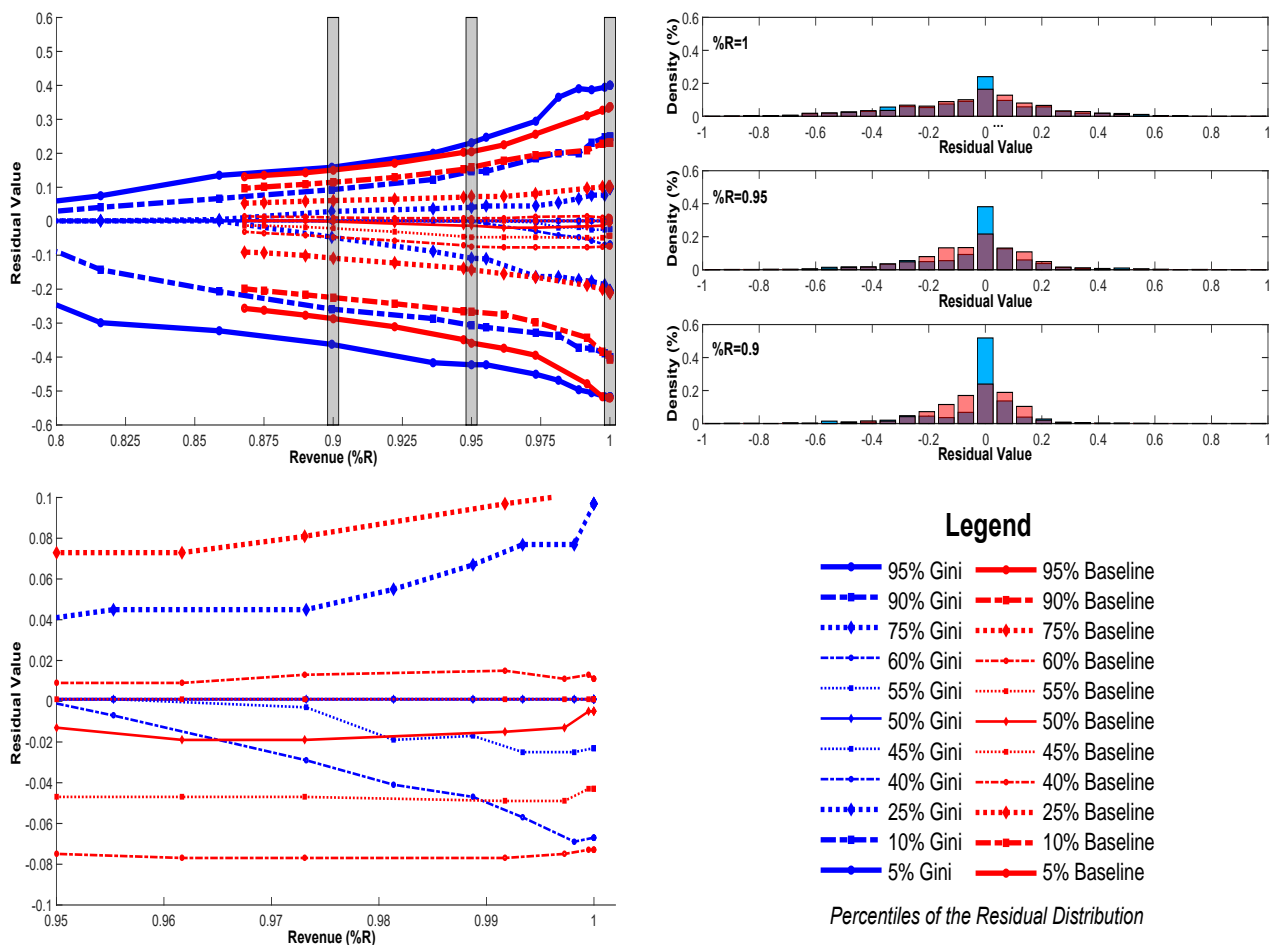 0.6
0.5
0.4
0.3
0.2
0.1
0
-0.1
-0.2
-0.3
-0.4
-0.5
-0.6
Residual Value
0.8 0.825 0.85 0.875 0.9 0.925 0.95 0.975 1
Revenue (%R)
0.6
0.4
0.2
0
Density (%)
%R=1
-1 -0.8 -0.6 -0.4 -0.2 0 0.2 0.4 0.6 0.8 1
...
Residual Value
0.6
0.4
0.2
0
Density (%)
%R=0.95
-1 -0.8 -0.6 -0.4 -0.2 0 0.2 0.4 0.6 0.8 1
Residual Value
0.6
0.4
0.2
0
Density (%)
%R=0.9
-1 -0.8 -0.6 -0.4 -0.2 0 0.2 0.4 0.6 0.8 1
Residual Value
0.1
0.08
0.06
0.04
0.02
0
-0.02
-0.04
-0.06
-0.08
-0.1
Residual Value
0.95 0.96 0.97 0.98 0.99 1
Revenue (%R)
Legend
95% Gini 95% Baseline
90% Gini 90% Baseline
75% Gini 75% Baseline
60% Gini 60% Baseline
55% Gini 55% Baseline
50% Gini 50% Baseline
45% Gini 45% Baseline
40% Gini 40% Baseline
25% Gini 25% Baseline
10% Gini 10% Baseline
5% Gini 5% Baseline
Percentiles of the Residual Distribution